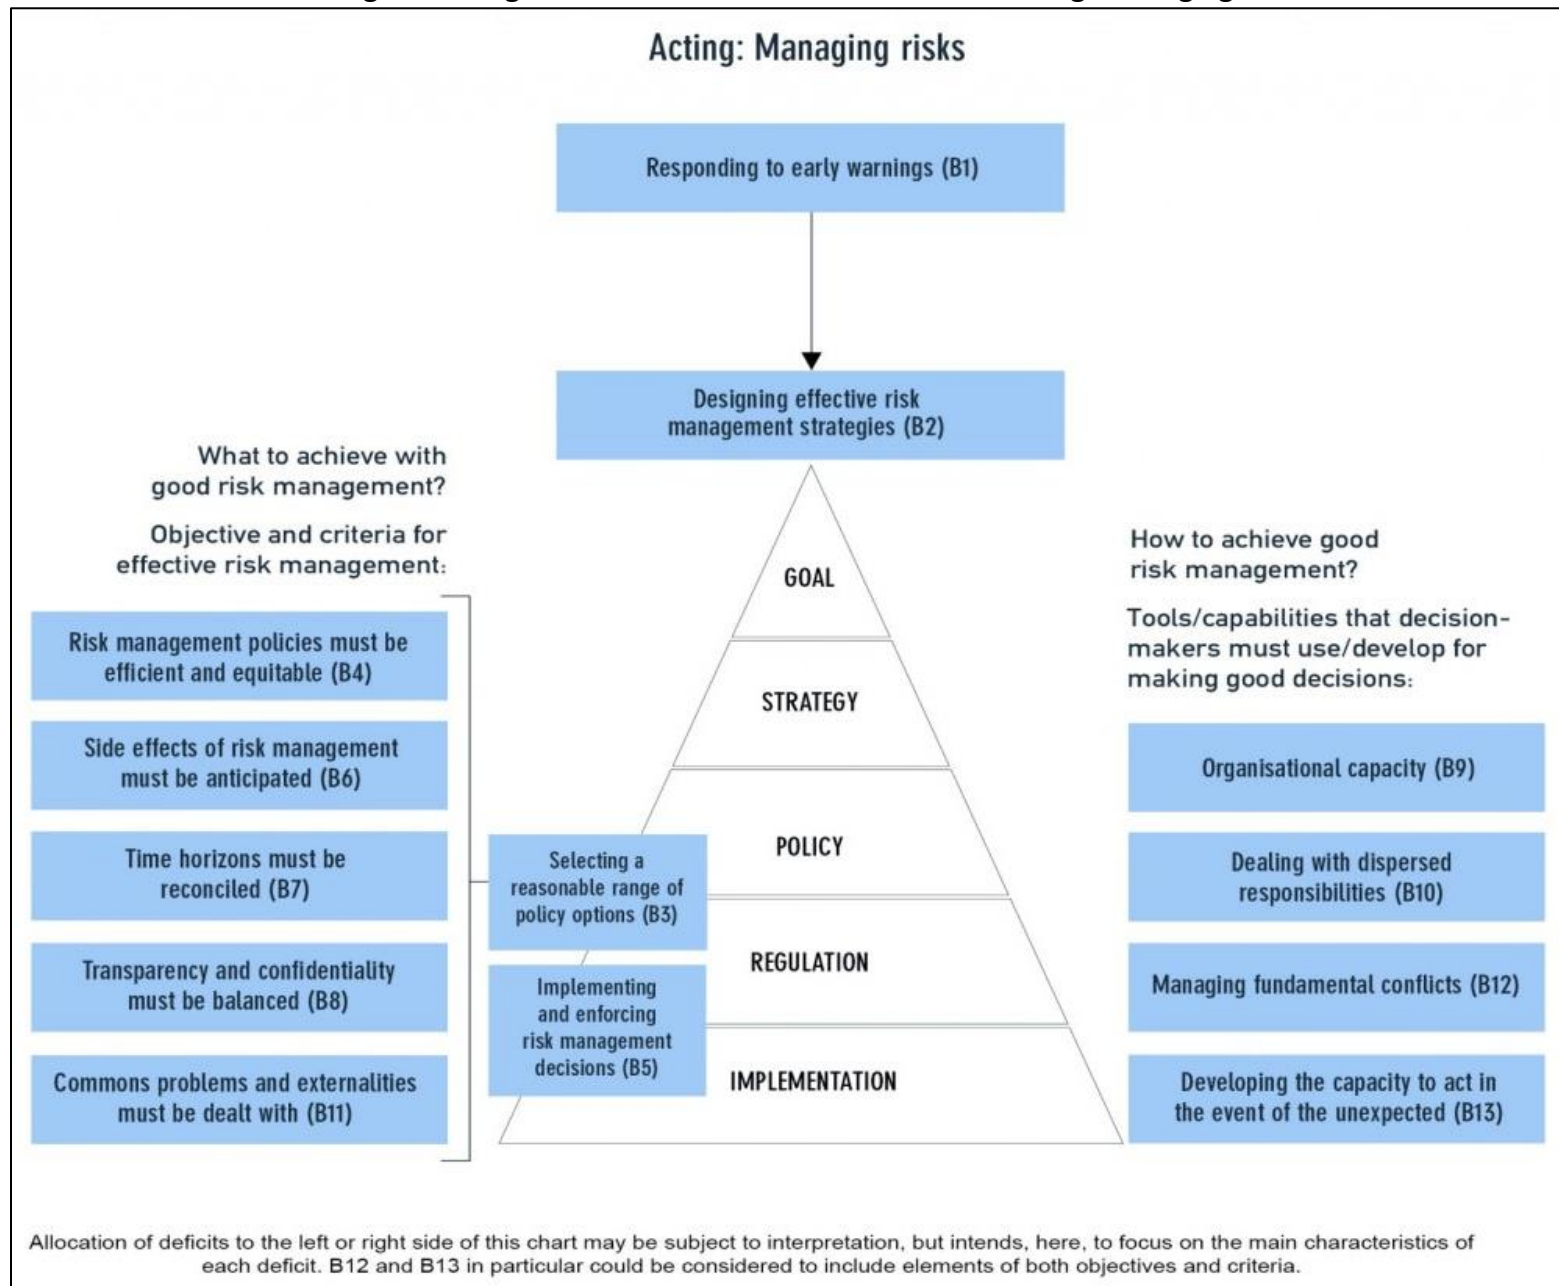 Acting: Managing risks
Responding to early warnings (B1)
Designing effective risk
management strategies (B2)
What to achieve with
good risk management?
Objective and criteria for
effective risk management:
Risk management policies must be
efficient and equitable (B4)
Side effects of risk management
must be anticipated (B6)
Time horizons must be
reconciled (B7)
Transparency and confidentiality
must be balanced (B8)
Commons problems and externalities
must be dealt with (B11)
Selecting a
reasonable range of
policy options (B3)
Implementing
and enforcing
risk management
decisions (B5)
GOAL
STRATEGY
POLICY
REGULATION
IMPLEMENTATION
How to achieve good
risk management?
Tools/capabilities that decision-
makers must use/develop for
making good decisions:
Organisational capacity (B9)
Dealing with dispersed
responsibilities (B10)
Managing fundamental conflicts (B12)
Developing the capacity to act in
the event of the unexpected (B13)
Allocation of deficits to the left or right side of this chart may be subject to interpretation, but intends, here, to focus on the main characteristics of
each deficit. B12 and B13 in particular could be considered to include elements of both objectives and criteria.